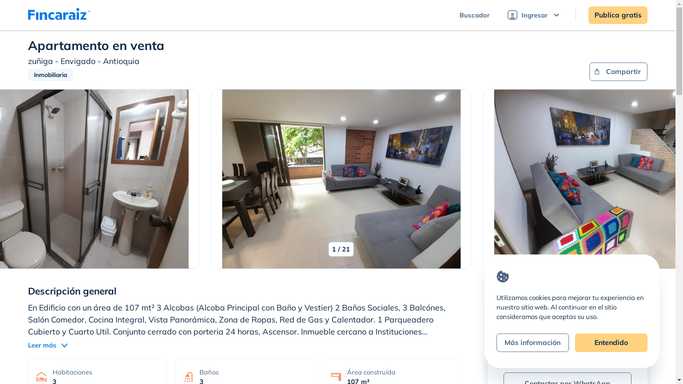 Fincaraiz
Buscador
Ingresar
Publica gratis
Apartamento en venta
zuñiga - Envigado - Antioquia
Inmobiliaria
Compartir
1 / 21
Descripción general
En Edificio con un área de 107 mt² 3 Alcobas (Alcoba Principal con Baño y Vestier) 2 Baños Sociales, 3 Balcónes,
Salón Comedor, Cocina Integral, Vista Panorámica, Zona de Ropas, Red de Gas y Calentador. 1 Parqueadero
Cubierto y Cuarto Util. Conjunto cerrado con porteria 24 horas, Ascensor. Inmueble cercano a Instituciones...
Leer más
Habitaciones
3
Baños
3
Área construida
107 m²
Utilizamos cookies para mejorar tu experiencia en
nuestro sitio web. Al continuar en el sitio
consideramos que aceptas su uso.
Más información
Entendido
Contactar por WhatsApp